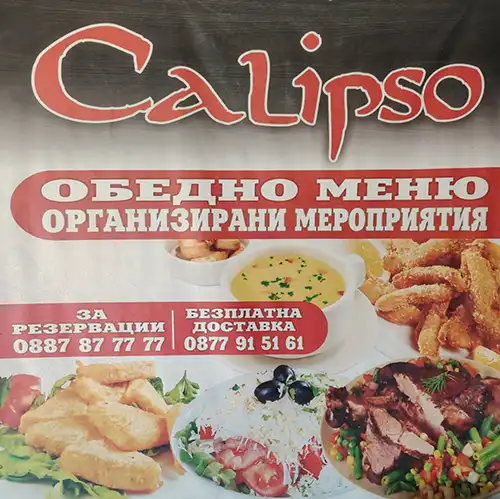 Calipso
ОБЕДНО МЕНЮ
ОРГАНИЗИРАНИ МЕРОПРИЯТИЯ
ЗА
РЕЗЕРВАЦИИ
0887 87 77 77
БЕЗПЛАТНА
ДОСТАВКА
0877 91 51 61